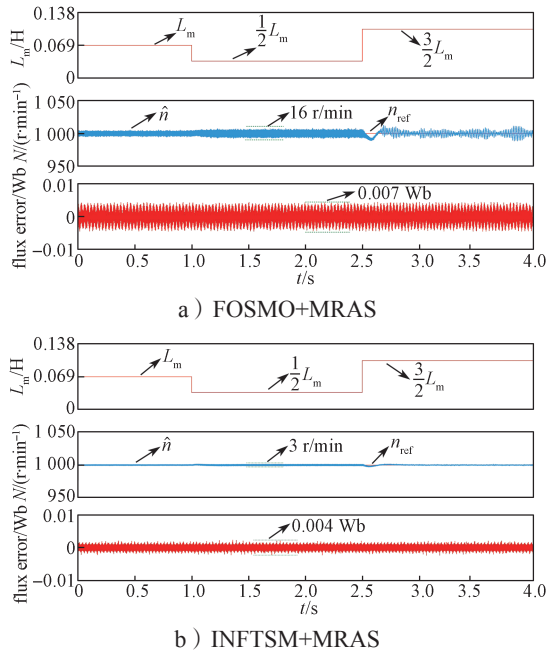 0.138
0.069
0
L_m/H
L_m
1/2 L_m
3/2 L_m
1 050
1 000
950
N/(r·min⁻¹)
n̂
16 r/min
n_ref
0.01
0
−0.01
flux error/Wb
0.007 Wb
0 0.5 1.0 1.5 2.0 2.5 3.0 3.5 4.0
t/s
a ) FOSMO+MRAS
0.138
0.069
0
L_m/H
L_m
1/2 L_m
3/2 L_m
1 050
1 000
950
N/(r·min⁻¹)
n̂
3 r/min
n_ref
0.01
0
−0.01
flux error/Wb
0.004 Wb
0 0.5 1.0 1.5 2.0 2.5 3.0 3.5 4.0
t/s
b ) INFTSM+MRAS